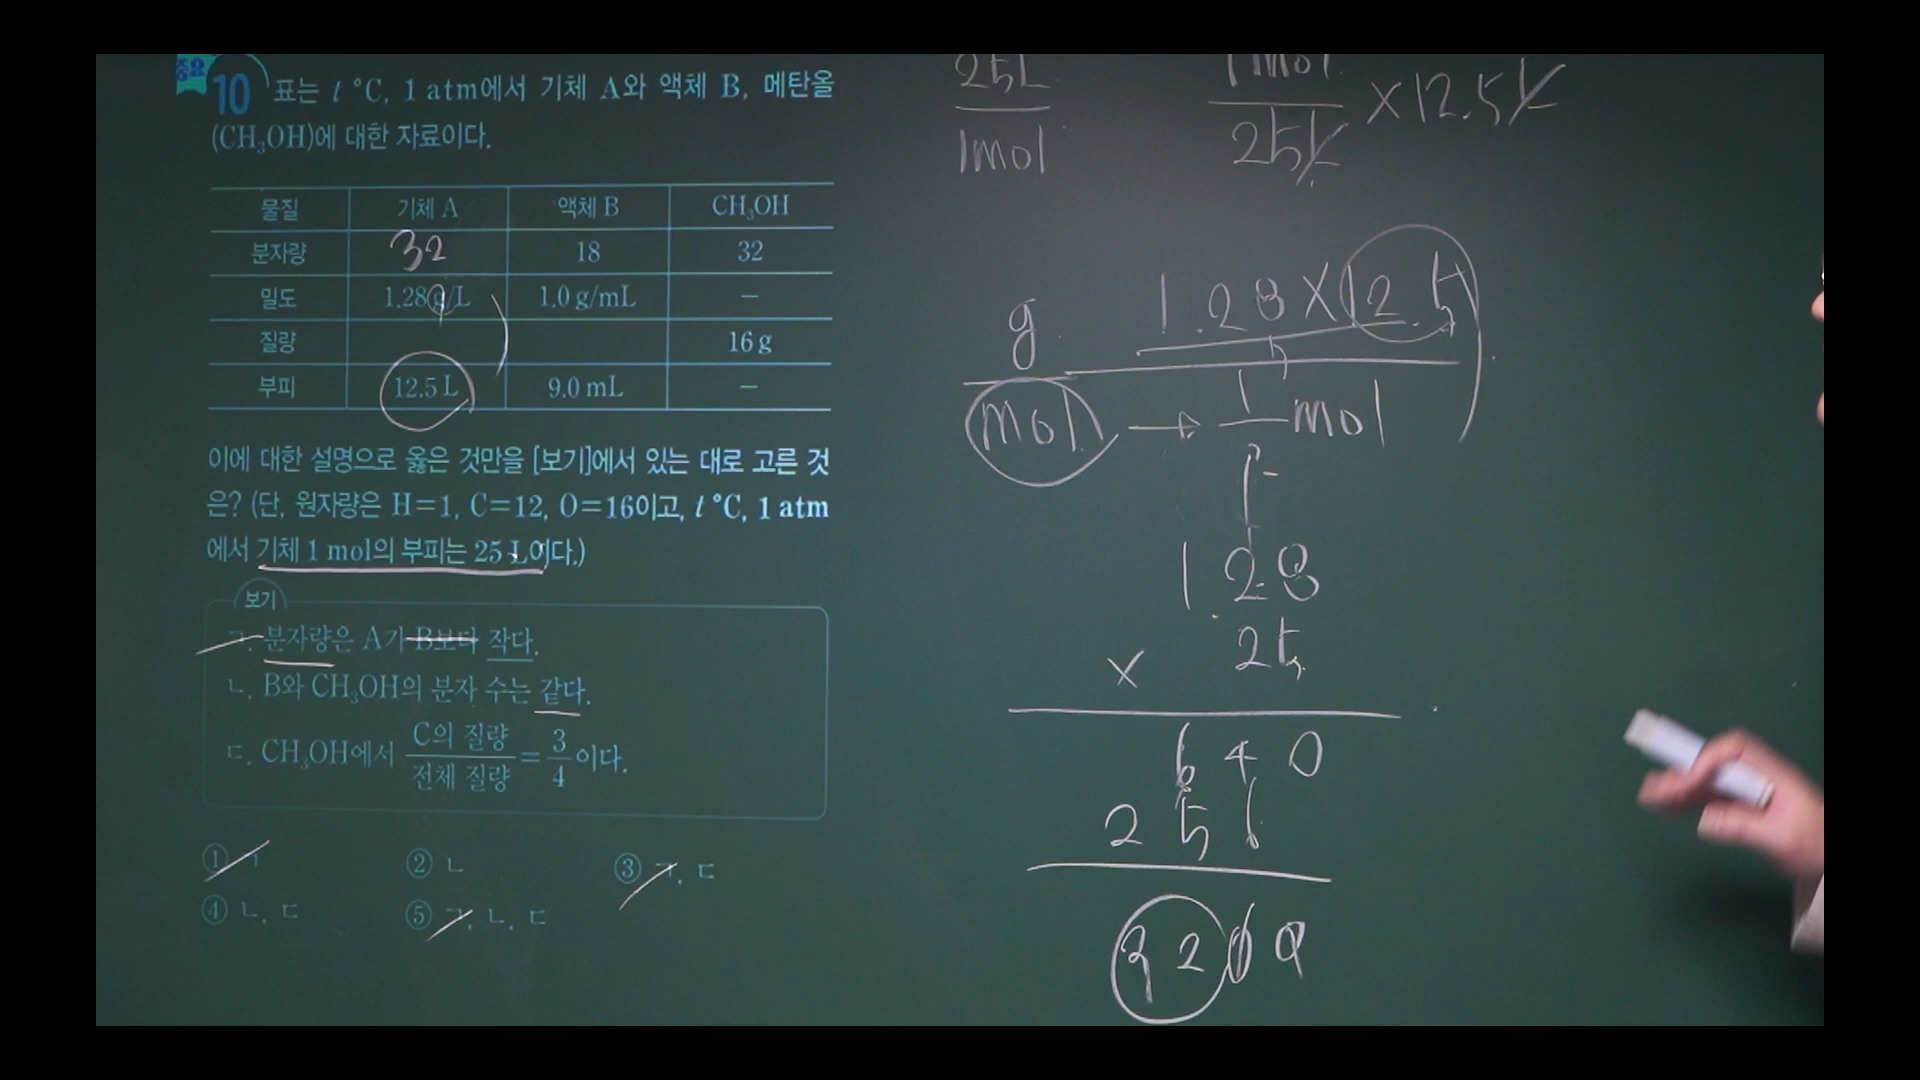 중요
10 표는 t °C, 1 atm에서 기체 A와 액체 B, 메탄올
(CH₃OH)에 대한 자료이다.
물질 기체 A 액체 B CH₃OH
분자량 32 18 32
밀도 1.28 g/L 1.0 g/mL −
질량 16 g
부피 12.5 L 9.0 mL −
이에 대한 설명으로 옳은 것만을 [보기]에서 있는 대로 고른 것
은? (단, 원자량은 H=1, C=12, O=16이고, t °C, 1 atm
에서 기체 1 mol의 부피는 25 L이다.)
보기
ㄱ. 분자량은 A가 B보다 작다.
ㄴ. B와 CH₃OH의 분자 수는 같다.
ㄷ. CH₃OH에서 C의 질량/전체 질량 = 3/4 이다.
① ㄱ ② ㄴ ③ ㄱ, ㄷ
④ ㄴ, ㄷ ⑤ ㄱ, ㄴ, ㄷ
25L
1mol
1mol
25L × 12.5L
g 1.28×12.5
mol → mol
1 28
× 25
640
256
3200